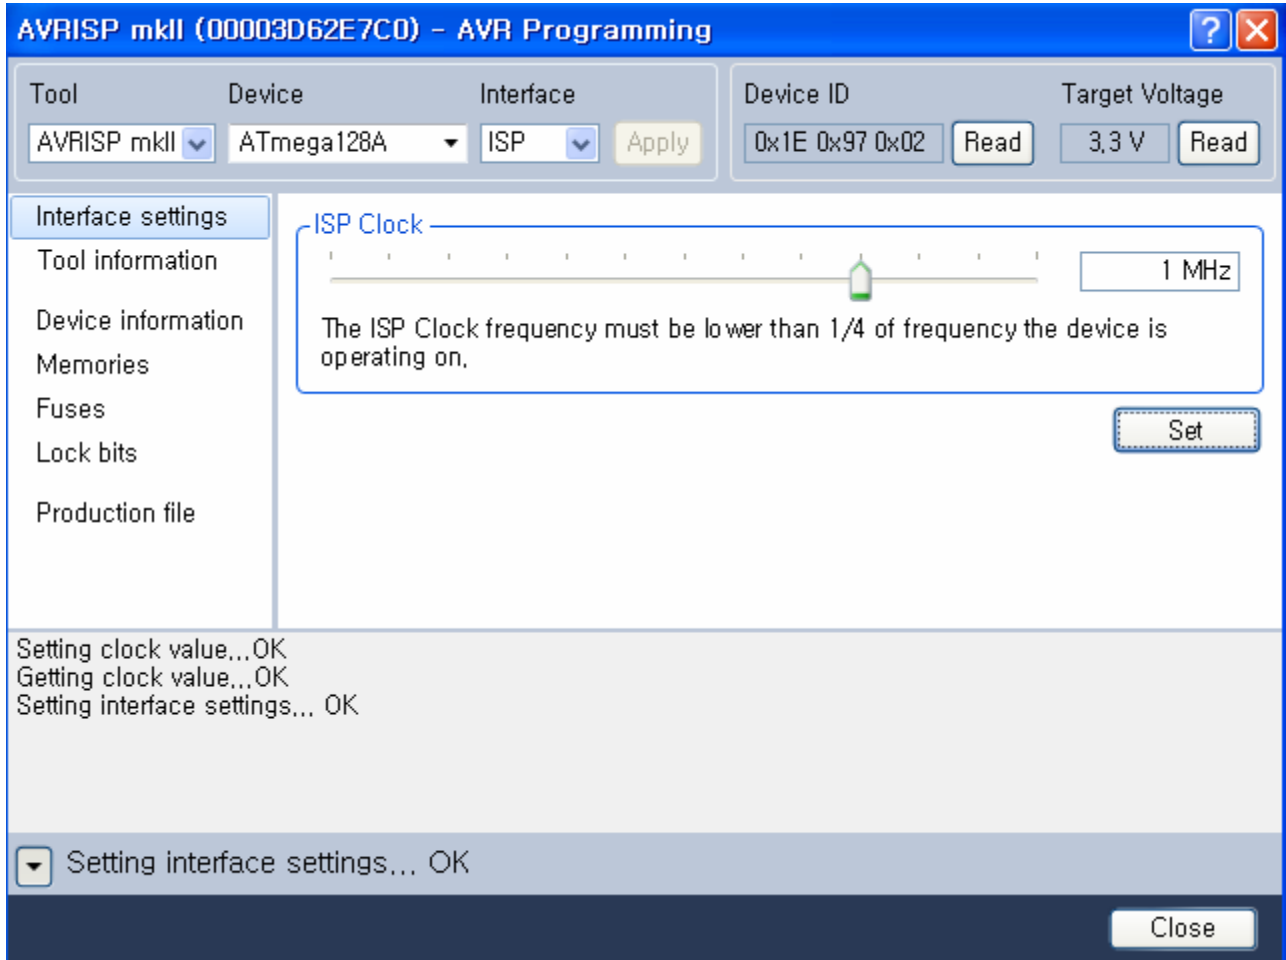 AVRISP mkII (00003D62E7C0) - AVR Programming
Tool Device Interface
AVRISP mkII ATmega128A ISP Apply
Device ID Target Voltage
0x1E 0x97 0x02 Read 3,3 V Read
Interface settings
Tool information
Device information
Memories
Fuses
Lock bits
Production file
ISP Clock
1 MHz
The ISP Clock frequency must be lower than 1/4 of frequency the device is
operating on,
Set
Setting clock value,,,OK
Getting clock value,,,OK
Setting interface settings,,, OK
Setting interface settings,,, OK
Close